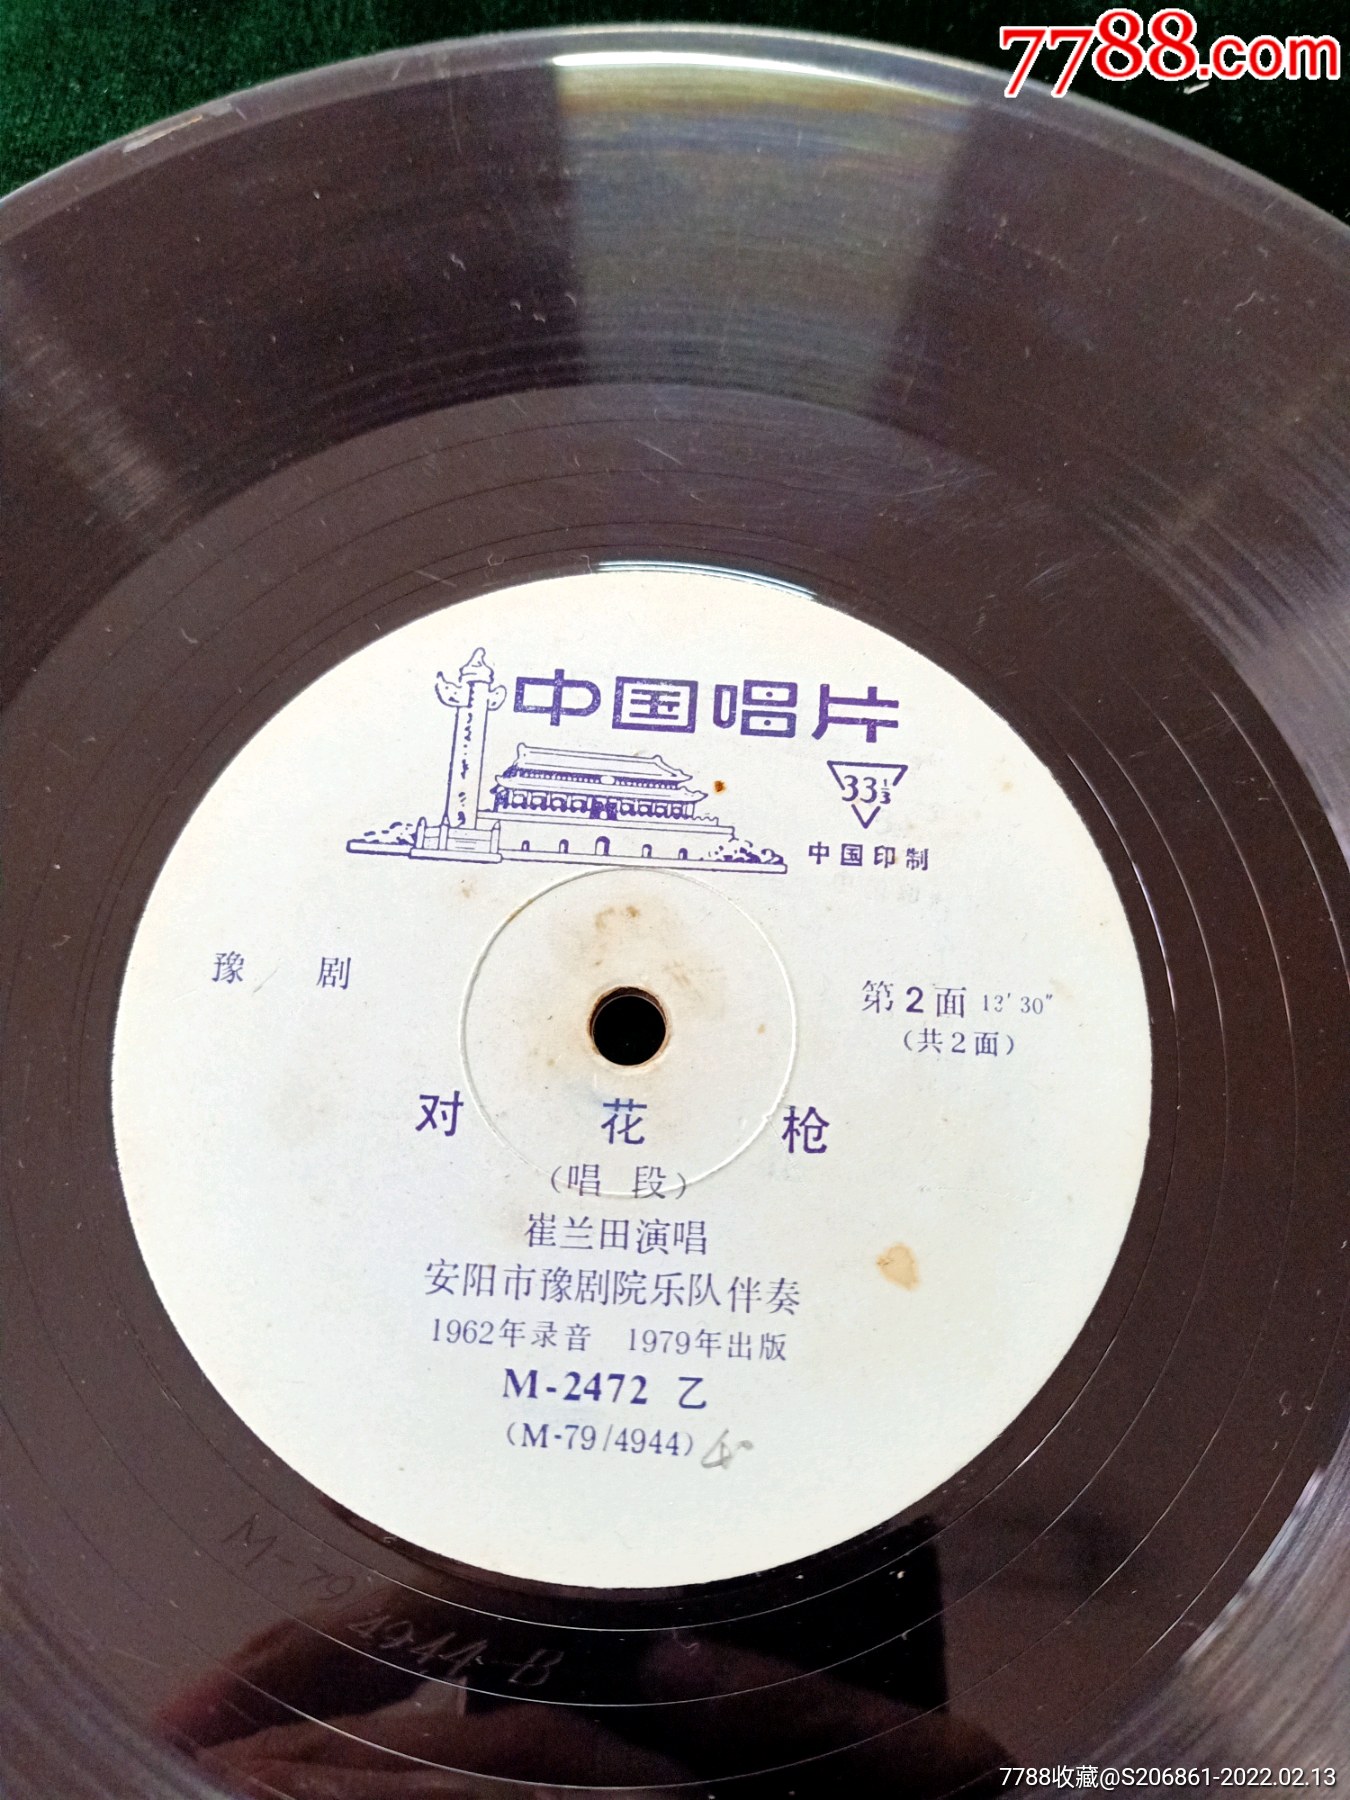 7788.com
中国唱片
33⅓
中国印制
豫 剧
第2面 13′30″
(共2面)
对 花 枪
(唱 段)
崔兰田演唱
安阳市豫剧院乐队伴奏
1962年录音 1979年出版
M-2472 乙
(M-79/4944)
M-79
4944-B
7788收藏@S206861-2022.02.13